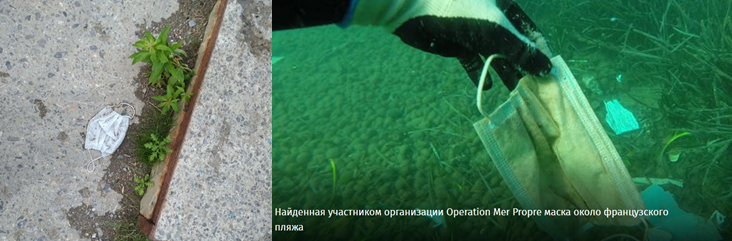 Найденная участником организации Operation Mer Propre маска около французского
пляжа